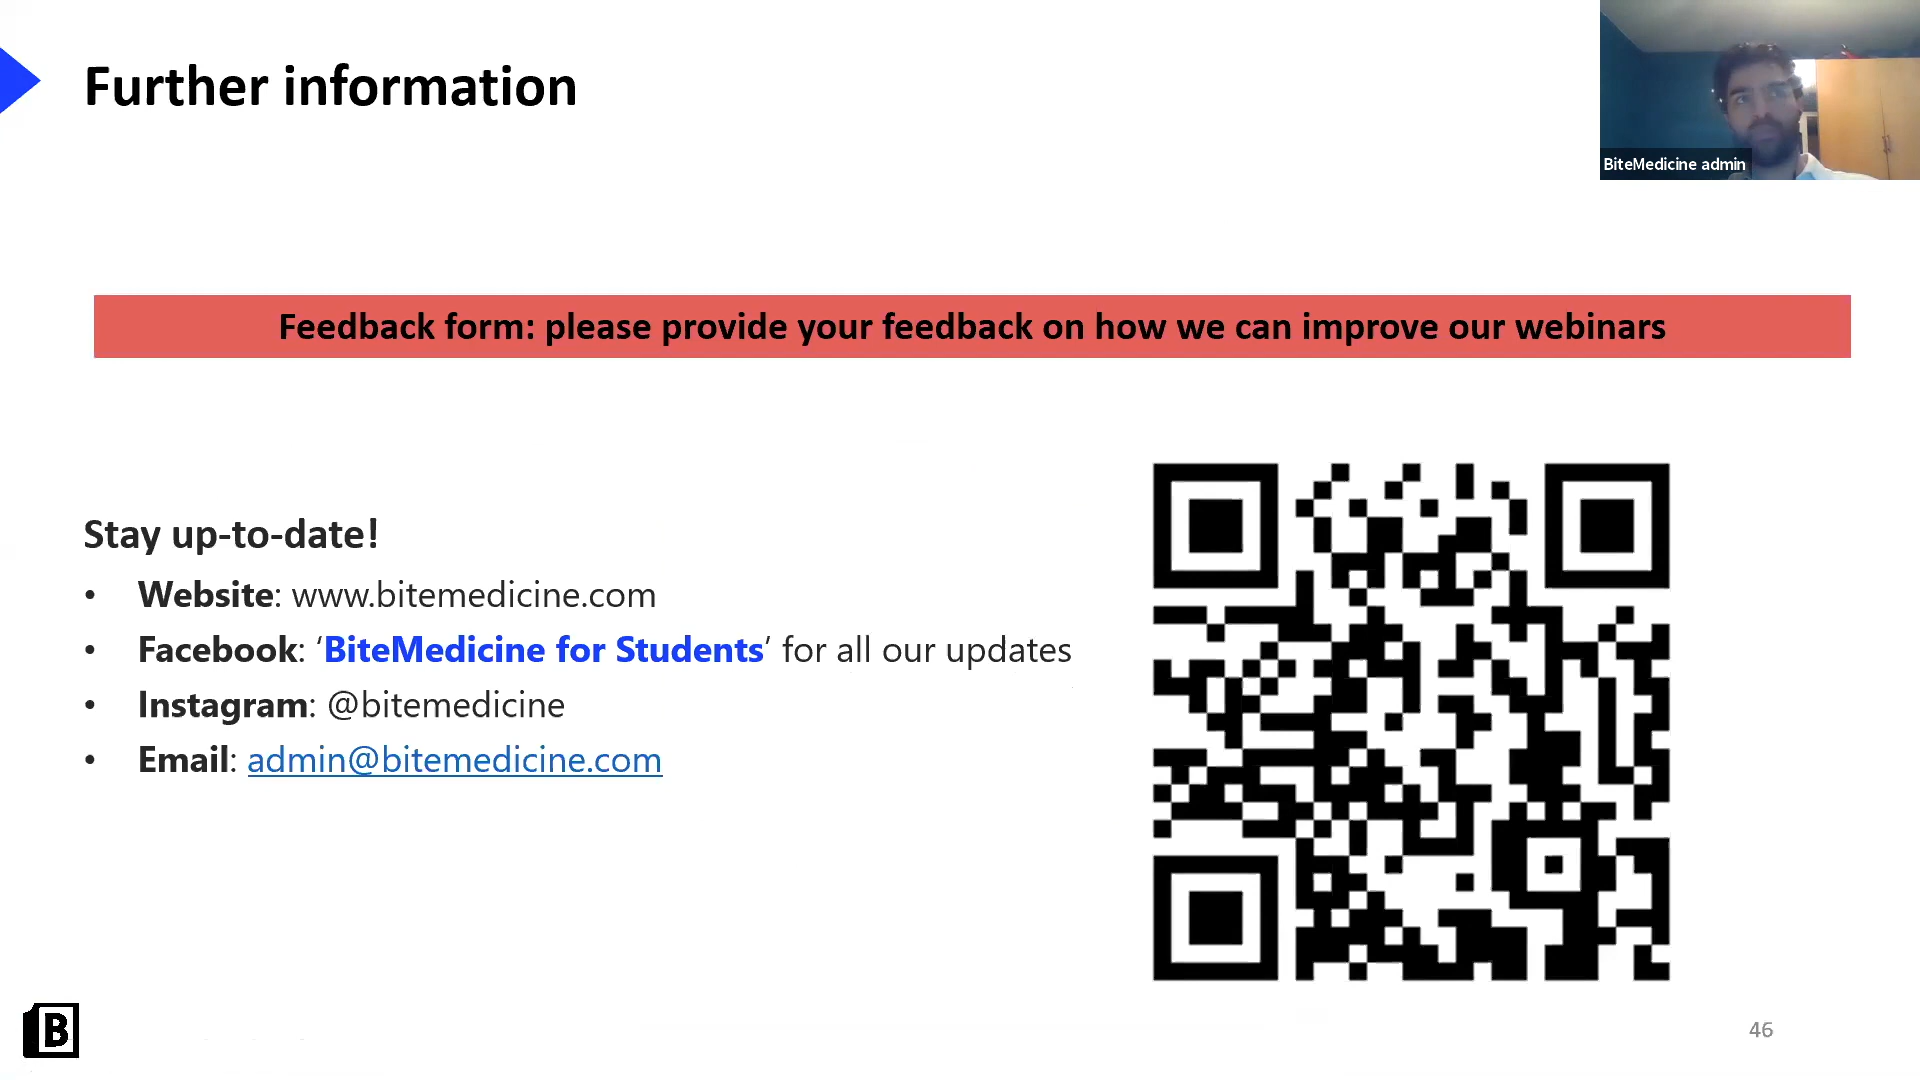 Further information
BiteMedicine admin
Feedback form: please provide your feedback on how we can improve our webinars
Stay up-to-date!
• Website: www.bitemedicine.com
• Facebook: ‘BiteMedicine for Students’ for all our updates
• Instagram: @bitemedicine
• Email: admin@bitemedicine.com
B
46